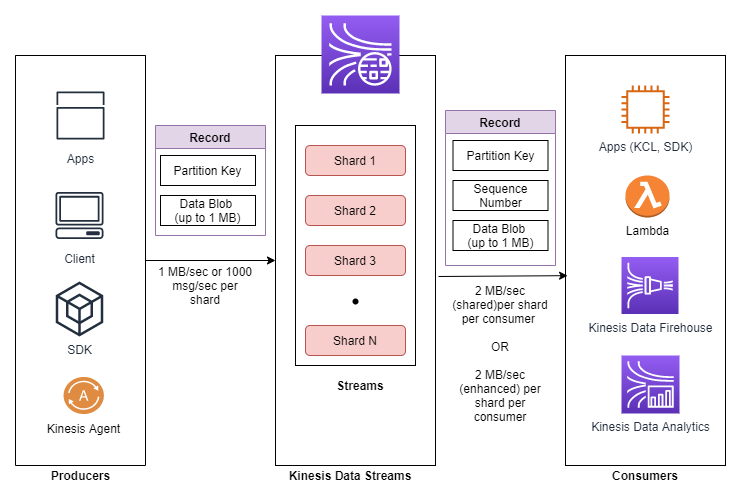 Apps
Client
SDK
Kinesis Agent
Producers
Record
Partition Key
Data Blob
(up to 1 MB)
1 MB/sec or 1000
msg/sec per
shard
Shard 1
Shard 2
Shard 3
Shard N
Streams
Kinesis Data Streams
Record
Partition Key
Sequence
Number
Data Blob
(up to 1 MB)
2 MB/sec
(shared)per shard
per consumer
OR
2 MB/sec
(enhanced) per
shard per
consumer
Apps (KCL, SDK)
Lambda
Kinesis Data Firehouse
Kinesis Data Analytics
Consumers